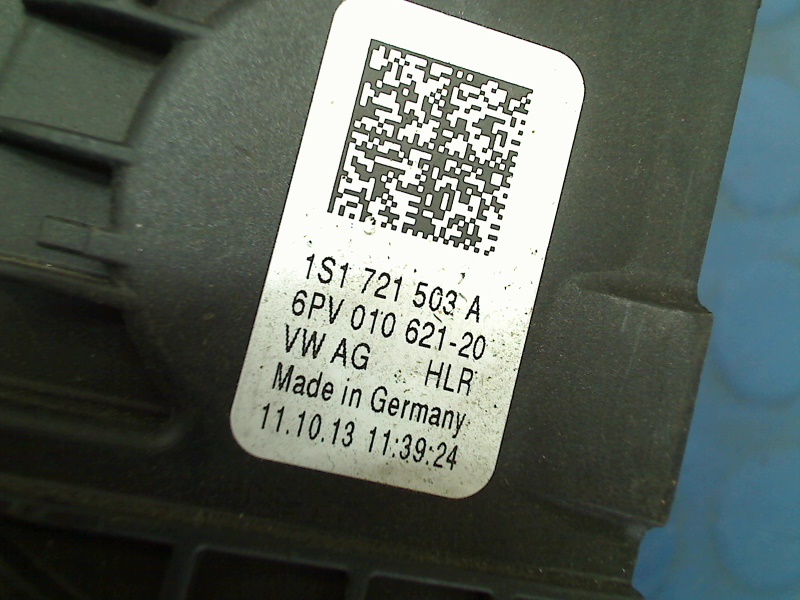 1S1 721 503 A
6PV 010 621-20
VW AG HLR
Made in Germany
11.10.13 11:39:24